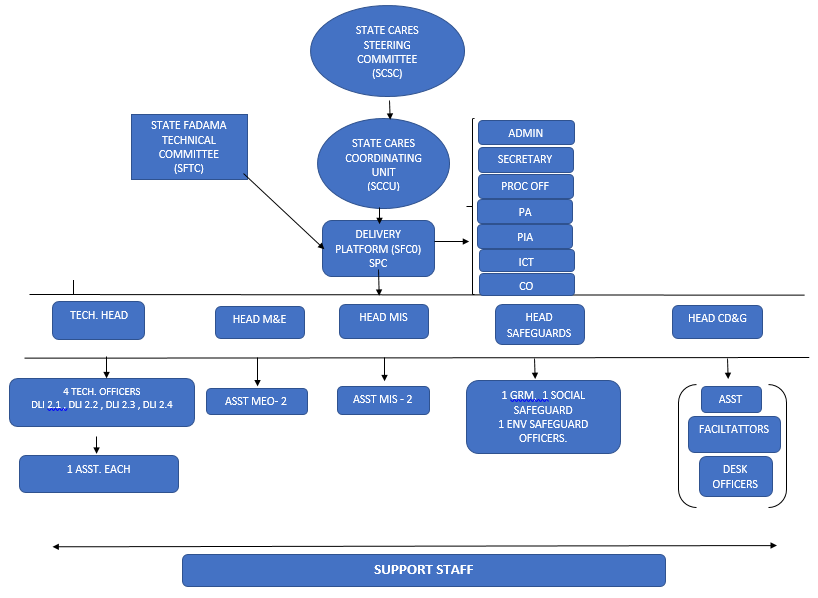 STATE CARES
STEERING
COMMITTEE
(SCSC)
STATE FADAMA
TECHNICAL
COMMITTEE
(SFTC)
STATE CARES
COORDINATING
UNIT
(SCCU)
DELIVERY
PLATFORM (SFC0)
SPC
ADMIN
SECRETARY
PROC OFF
PA
PIA
ICT
CO
TECH. HEAD
HEAD M&E
HEAD MIS
HEAD
SAFEGUARDS
HEAD CD&G
4 TECH. OFFICERS
DLI 2.1 , DLI 2.2 , DLI 2.3 , DLI 2.4
1 ASST. EACH
ASST MEO- 2
ASST MIS - 2
1 GRM. 1 SOCIAL
SAFEGUARD
1 ENV SAFEGUARD
OFFICERS.
ASST
FACILTATTORS
DESK
OFFICERS
SUPPORT STAFF